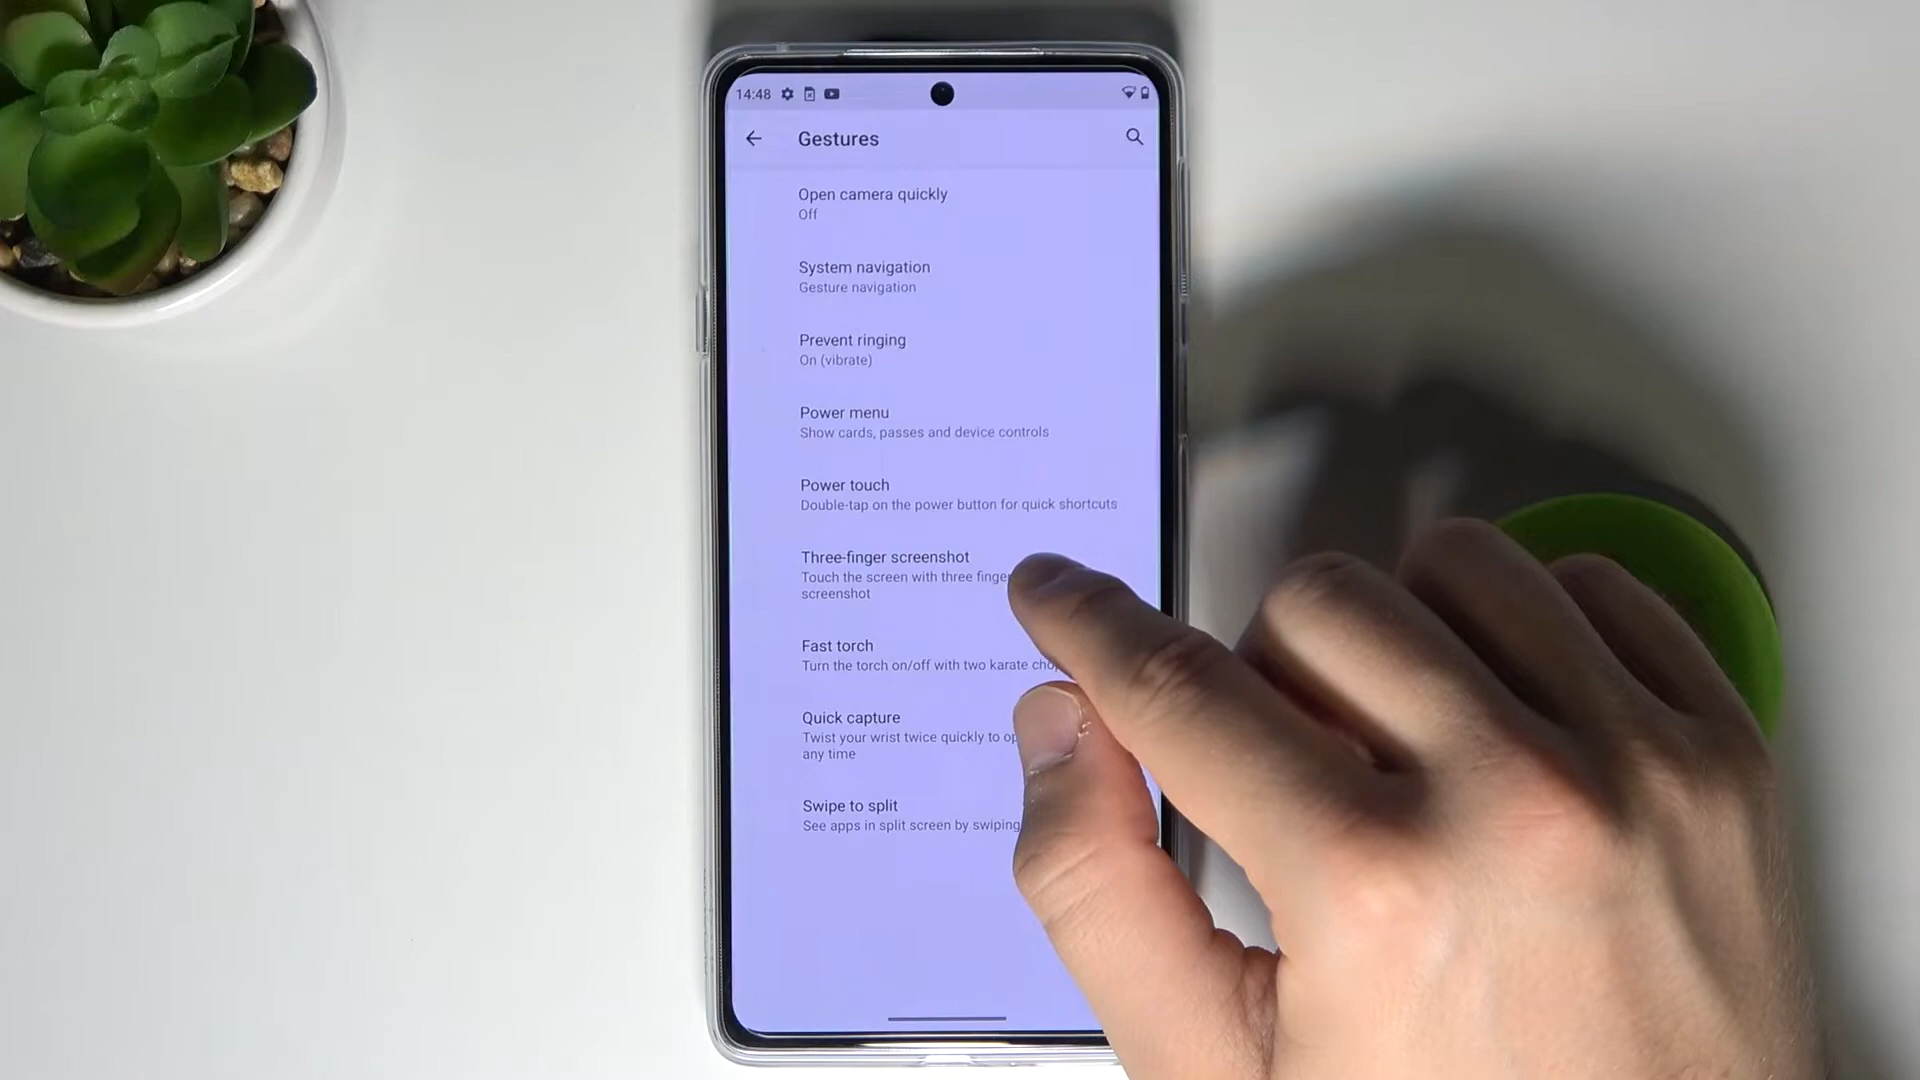 14:48
Gestures
Open camera quickly
Off
System navigation
Gesture navigation
Prevent ringing
On (vibrate)
Power menu
Show cards, passes and device controls
Power touch
Double-tap on the power button for quick shortcuts
Three-finger screenshot
Touch the screen with three
screenshot
Fast torch
Turn the torch on/off with two karate
Quick capture
Twist your wrist twice quickly to
any time
Swipe to split
See apps in split screen by swiping